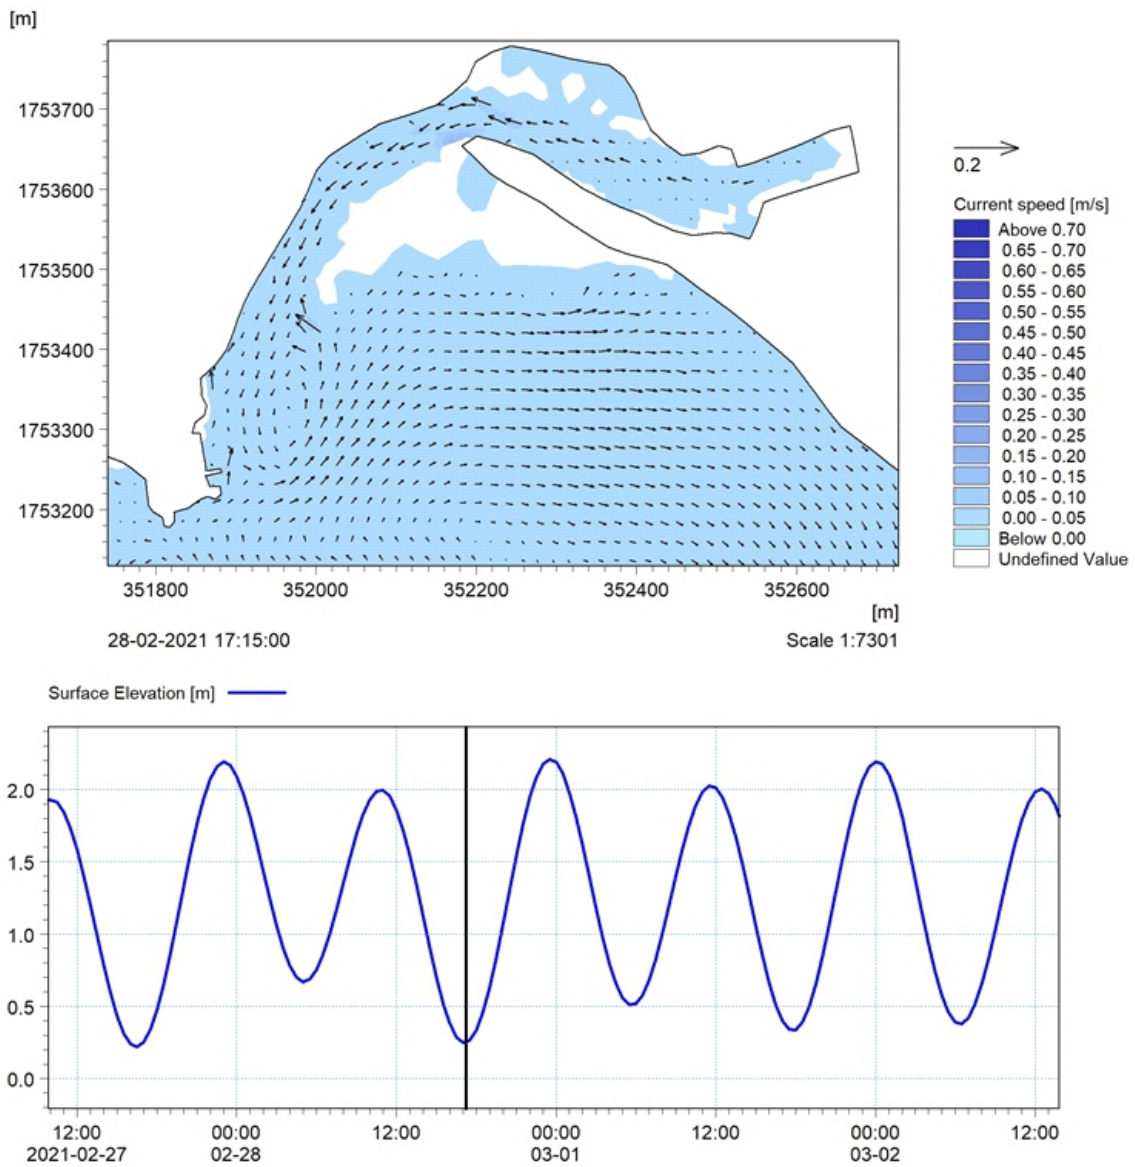 [m]
1753700
1753600
1753500
1753400
1753300
1753200
351800 352000 352200 352400 352600
[m]
28-02-2021 17:15:00 Scale 1:7301
0.2
Current speed [m/s]
Above 0.70
0.65 - 0.70
0.60 - 0.65
0.55 - 0.60
0.50 - 0.55
0.45 - 0.50
0.40 - 0.45
0.35 - 0.40
0.30 - 0.35
0.25 - 0.30
0.20 - 0.25
0.15 - 0.20
0.10 - 0.15
0.05 - 0.10
0.00 - 0.05
Below 0.00
Undefined Value
Surface Elevation [m]
2.0
1.5
1.0
0.5
0.0
12:00 00:00 12:00 00:00 12:00 00:00 12:00
2021-02-27 02-28 03-01 03-02